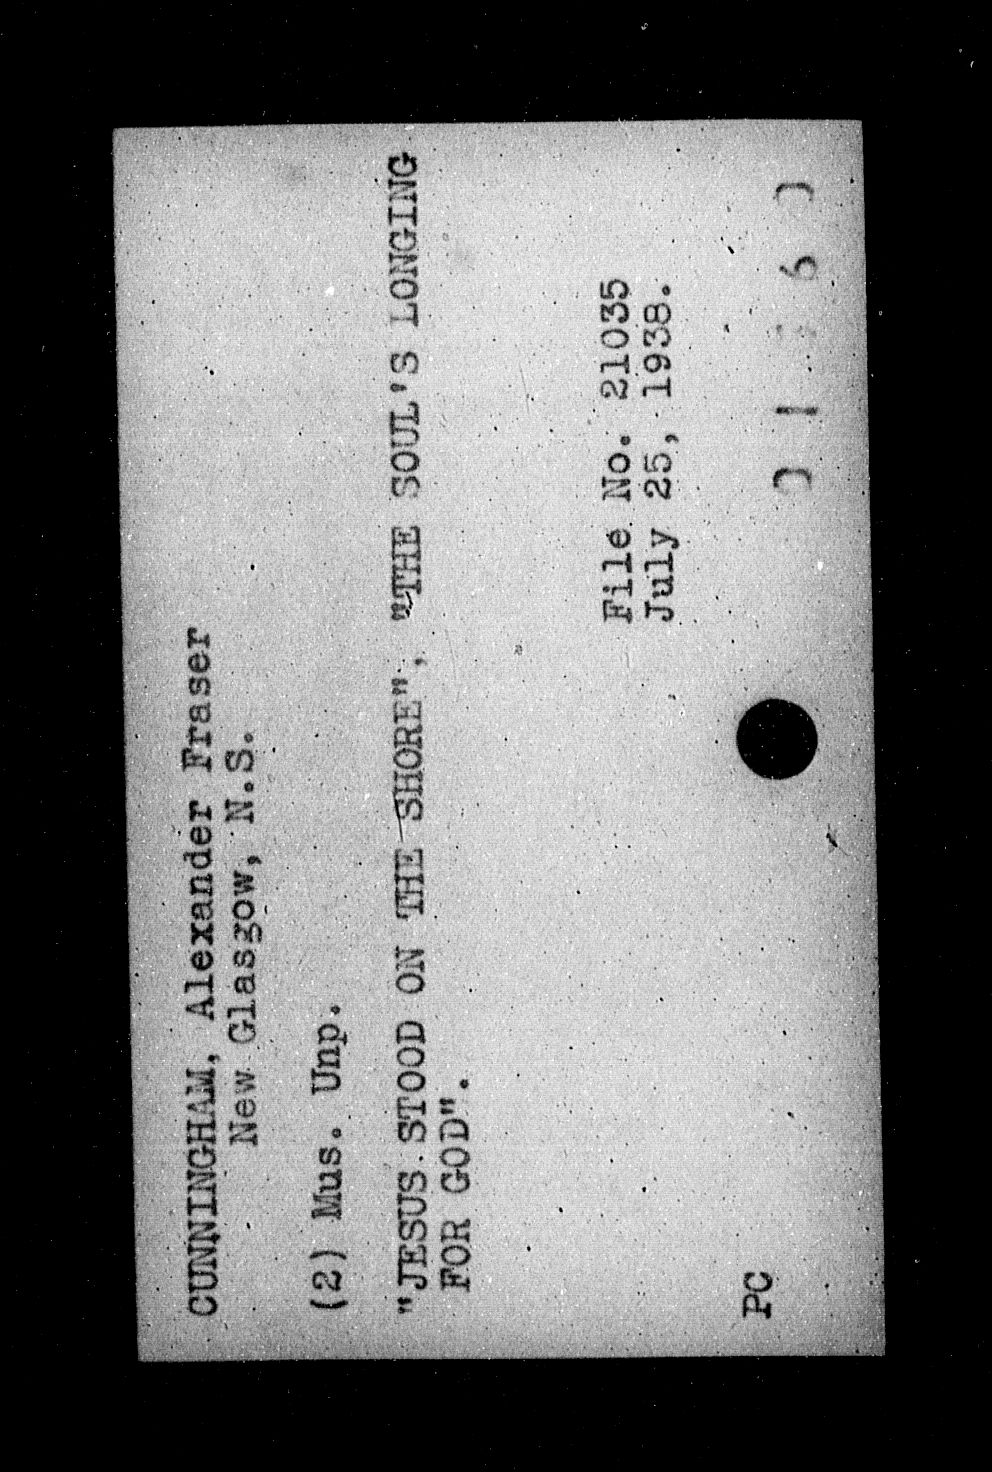 CUNNINGHAM, Alexander Fraser
New Glasgow, N.S.
(2) Mus. Unp.
"JESUS STOOD ON THE SHORE", "THE SOUL'S LONGING
FOR GOD".
File No. 21035
July 25, 1938.
PC